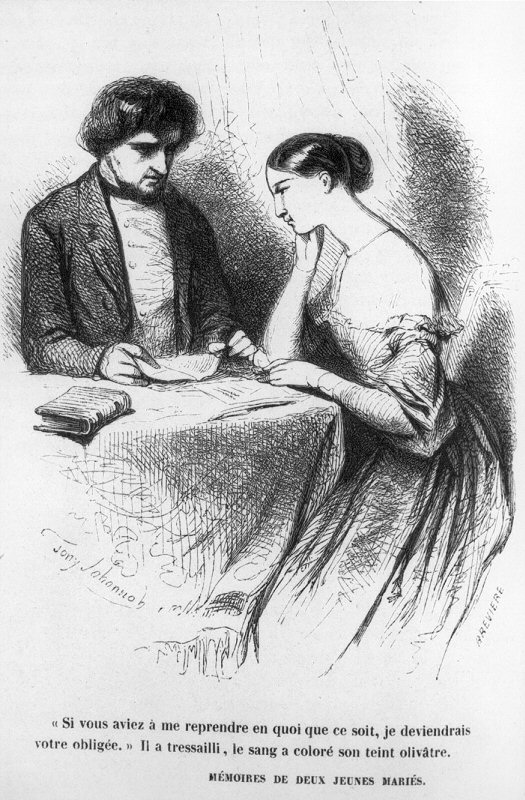 Tony Johannot
RREVIERE
« Si vous aviez à me reprendre en quoi que ce soit, je deviendrais
votre obligée. » Il a tressailli, le sang a coloré son teint olivâtre.
MÉMOIRES DE DEUX JEUNES MARIÉS.